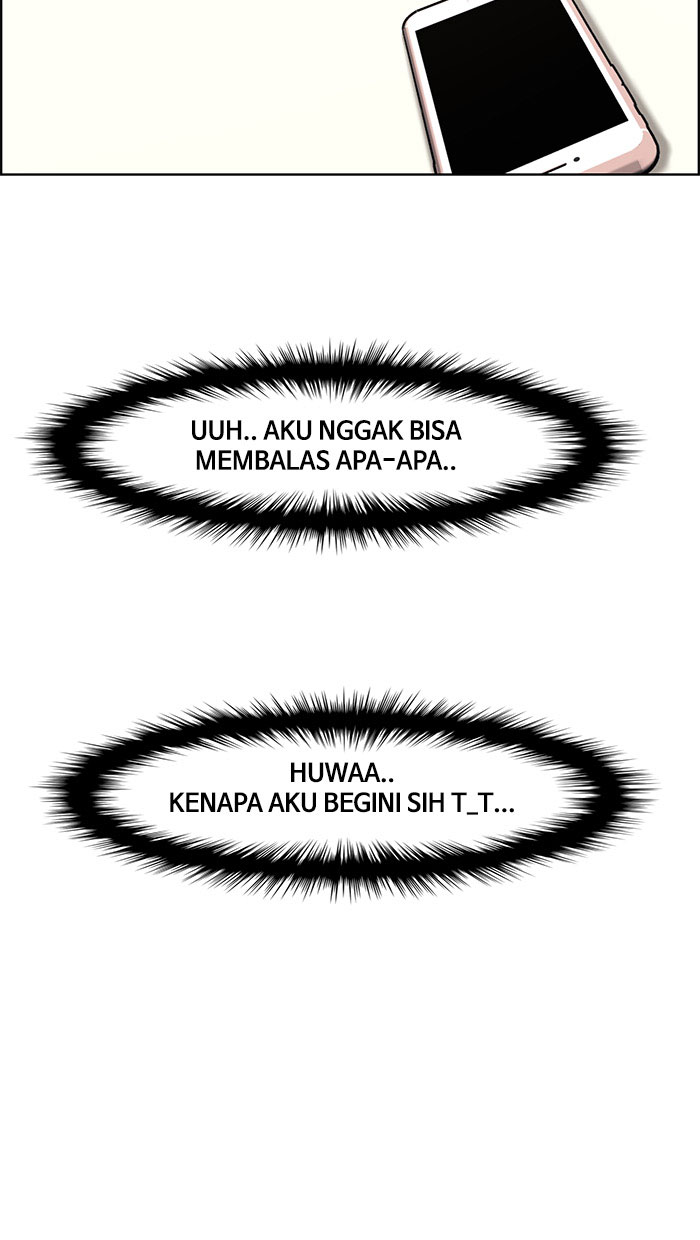 UUH.. AKU NGGAK BISA
MEMBALAS APA-APA..
HUWAA..
KENAPA AKU BEGINI SIH T_T...